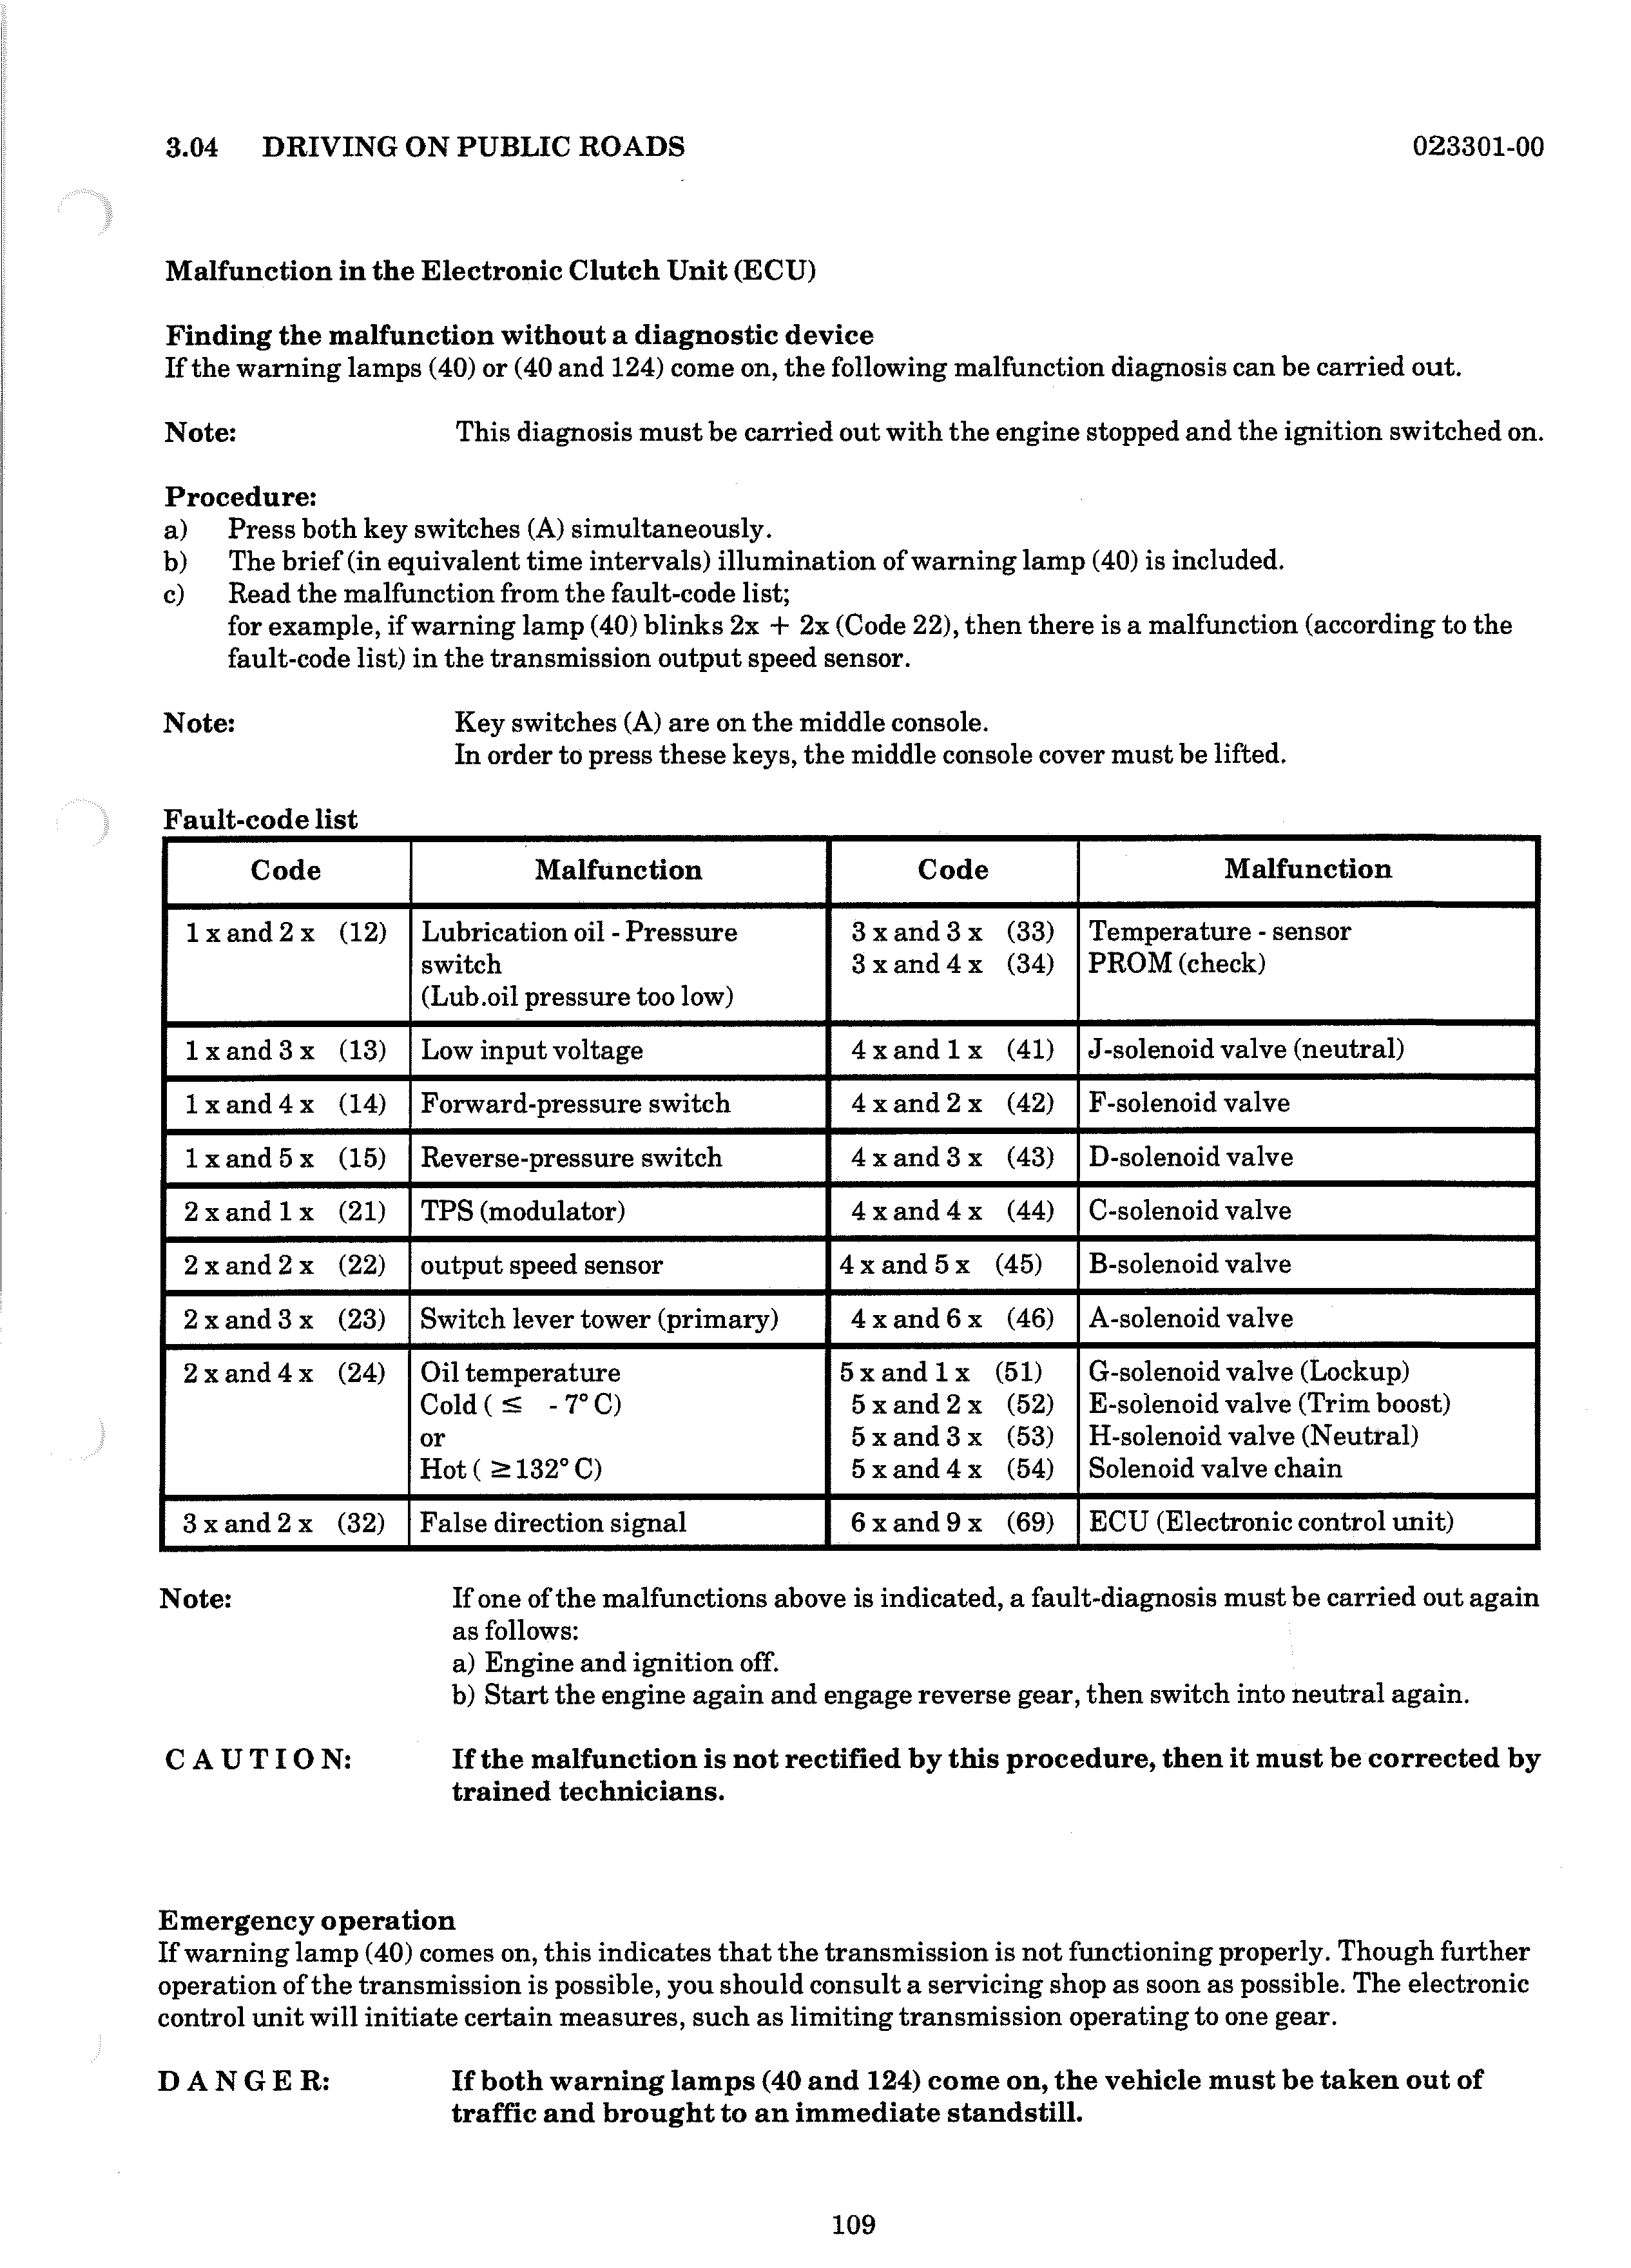 3.04 DRIVING ON PUBLIC ROADS 023301-00
Malfunction in the Electronic Clutch Unit (ECU)
Finding the malfunction without a diagnostic device
If the warning lamps (40) or (40 and 124) come on, the following malfunction diagnosis can be carried out.
Note: This diagnosis must be carried out with the engine stopped and the ignition switched on.
Procedure:
a) Press both key switches (A) simultaneously.
b) The brief (in equivalent time intervals) illumination of warning lamp (40) is included.
c) Read the malfunction from the fault-code list;
for example, if warning lamp (40) blinks 2x + 2x (Code 22), then there is a malfunction (according to the
fault-code list) in the transmission output speed sensor.
Note: Key switches (A) are on the middle console.
In order to press these keys, the middle console cover must be lifted.
Fault-code list
Code Malfunction Code Malfunction
1 x and 2 x (12) Lubrication oil - Pressure 3 x and 3 x (33) Temperature - sensor
switch 3 x and 4 x (34) PROM (check)
(Lub.oil pressure too low)
1 x and 3 x (13) Low input voltage 4 x and 1 x (41) J-solenoid valve (neutral)
1 x and 4 x (14) Forward-pressure switch 4 x and 2 x (42) F-solenoid valve
1 x and 5 x (15) Reverse-pressure switch 4 x and 3 x (43) D-solenoid valve
2 x and 1 x (21) TPS (modulator) 4 x and 4 x (44) C-solenoid valve
2 x and 2 x (22) output speed sensor 4 x and 5 x (45) B-solenoid valve
2 x and 3 x (23) Switch lever tower (primary) 4 x and 6 x (46) A-solenoid valve
2 x and 4 x (24) Oil temperature 5 x and 1 x (51) G-solenoid valve (Lockup)
Cold ( ≤ - 7° C) 5 x and 2 x (52) E-solenoid valve (Trim boost)
or 5 x and 3 x (53) H-solenoid valve (Neutral)
Hot ( ≥ 132° C) 5 x and 4 x (54) Solenoid valve chain
3 x and 2 x (32) False direction signal 6 x and 9 x (69) ECU (Electronic control unit)
Note: If one of the malfunctions above is indicated, a fault-diagnosis must be carried out again
as follows:
a) Engine and ignition off.
b) Start the engine again and engage reverse gear, then switch into neutral again.
C A U T I O N: If the malfunction is not rectified by this procedure, then it must be corrected by
trained technicians.
Emergency operation
If warning lamp (40) comes on, this indicates that the transmission is not functioning properly. Though further
operation of the transmission is possible, you should consult a servicing shop as soon as possible. The electronic
control unit will initiate certain measures, such as limiting transmission operating to one gear.
D A N G E R: If both warning lamps (40 and 124) come on, the vehicle must be taken out of
traffic and brought to an immediate standstill.
109